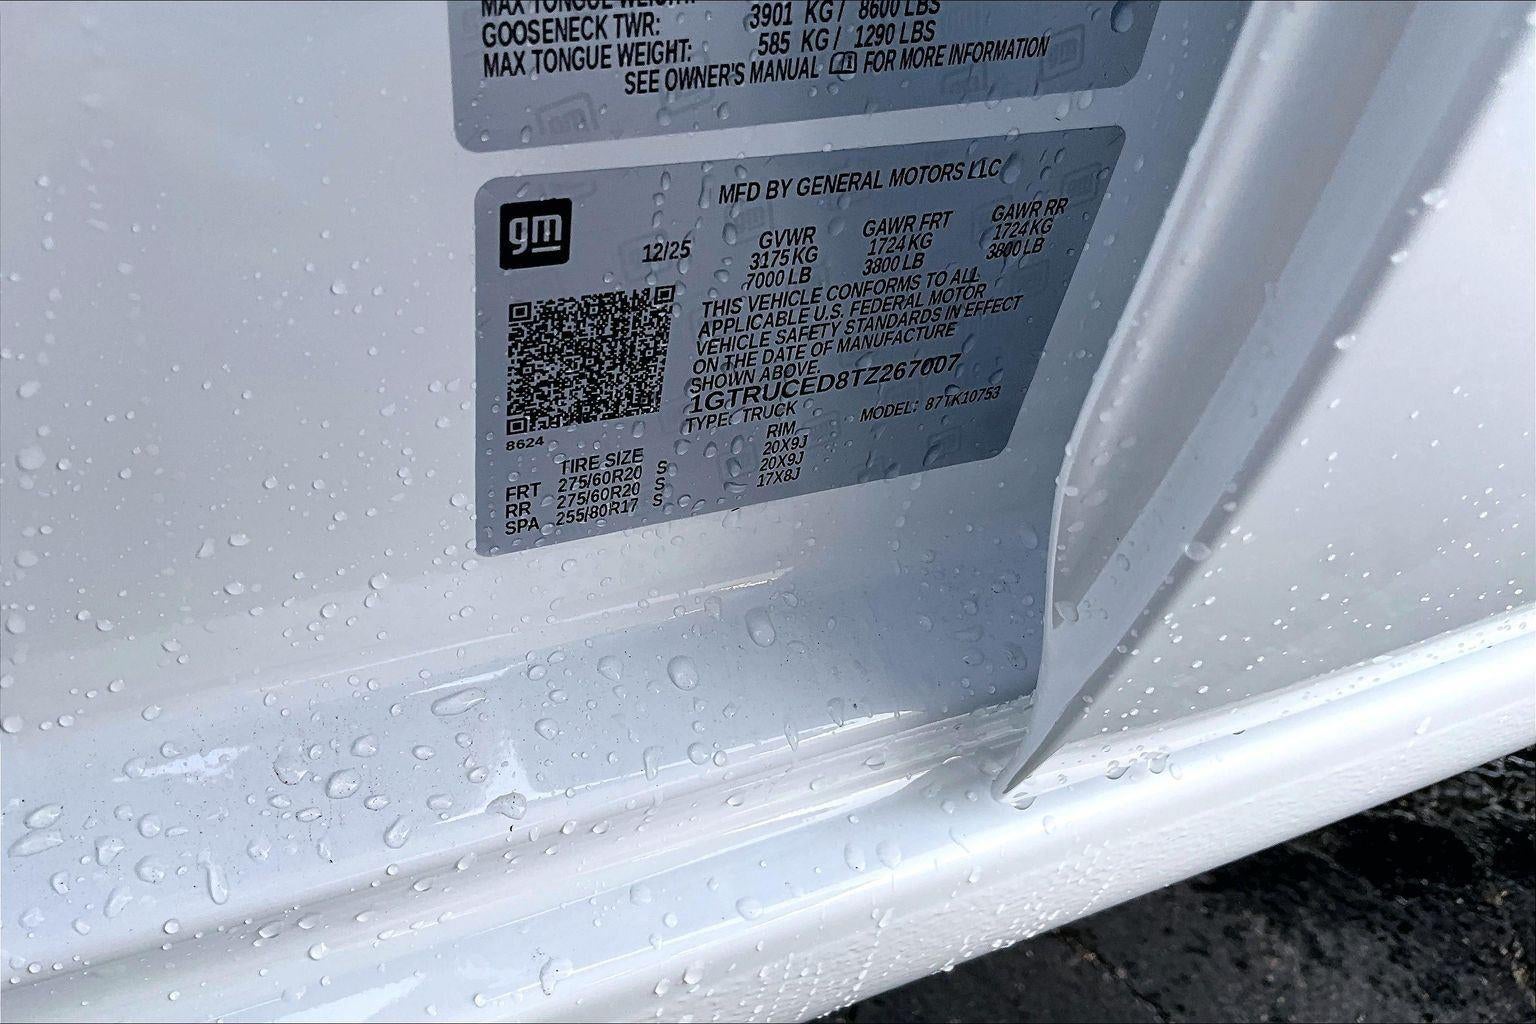 MAX TONGUE WEIGHT:
GOOSENECK TWR: 3901 KG / 8600 LBS
MAX TONGUE WEIGHT: 585 KG / 1290 LBS
SEE OWNER'S MANUAL FOR MORE INFORMATION
gm
MFD BY GENERAL MOTORS LLC
12/25 GVWR GAWR FRT GAWR RR
3175 KG 1724 KG 1724 KG
7000 LB 3800 LB 3800 LB
THIS VEHICLE CONFORMS TO ALL
APPLICABLE U.S. FEDERAL MOTOR
VEHICLE SAFETY STANDARDS IN EFFECT
ON THE DATE OF MANUFACTURE
SHOWN ABOVE.
1GTRUCED8TZ267007
TYPE: TRUCK MODEL: 87TK10753
8624
TIRE SIZE RIM
FRT 275/60R20 S 20X9J
RR 275/60R20 S 20X9J
SPA 255/80R17 S 17X8J